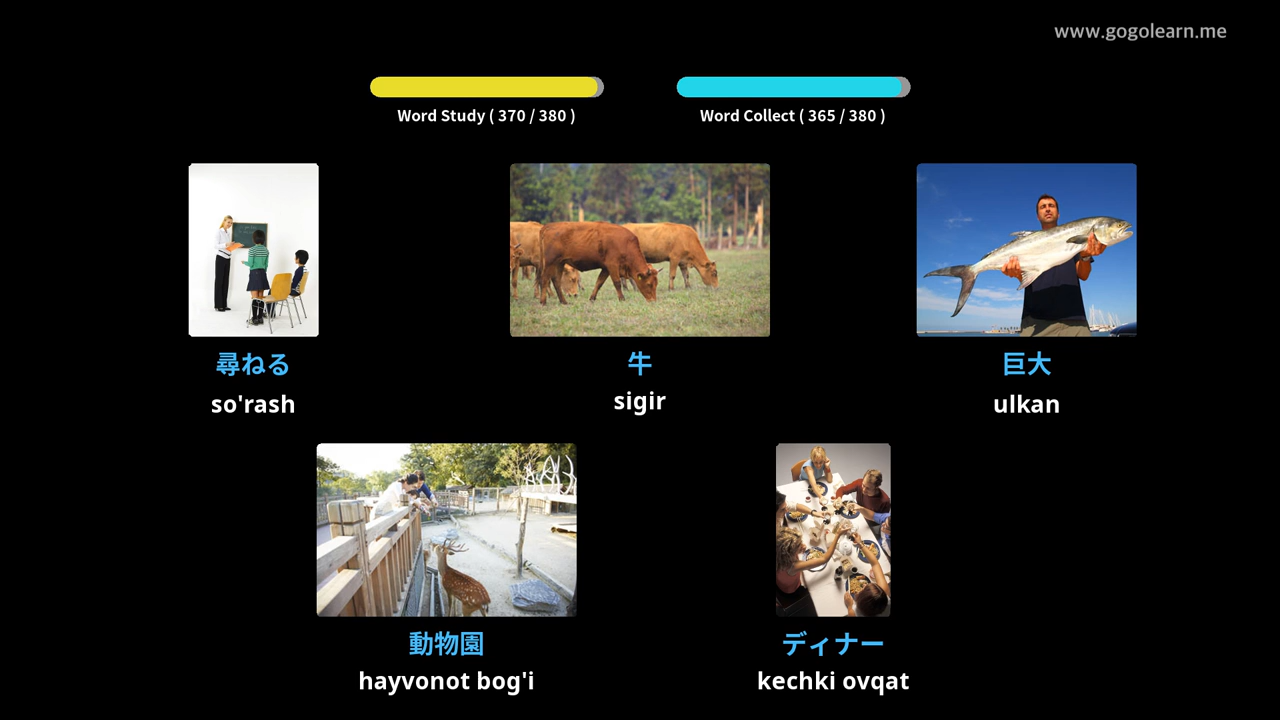 www.gogolearn.me
Word Study ( 370 / 380 )
Word Collect ( 365 / 380 )
尋ねる
so'rash
牛
sigir
巨大
ulkan
動物園
hayvonot bog'i
ディナー
kechki ovqat